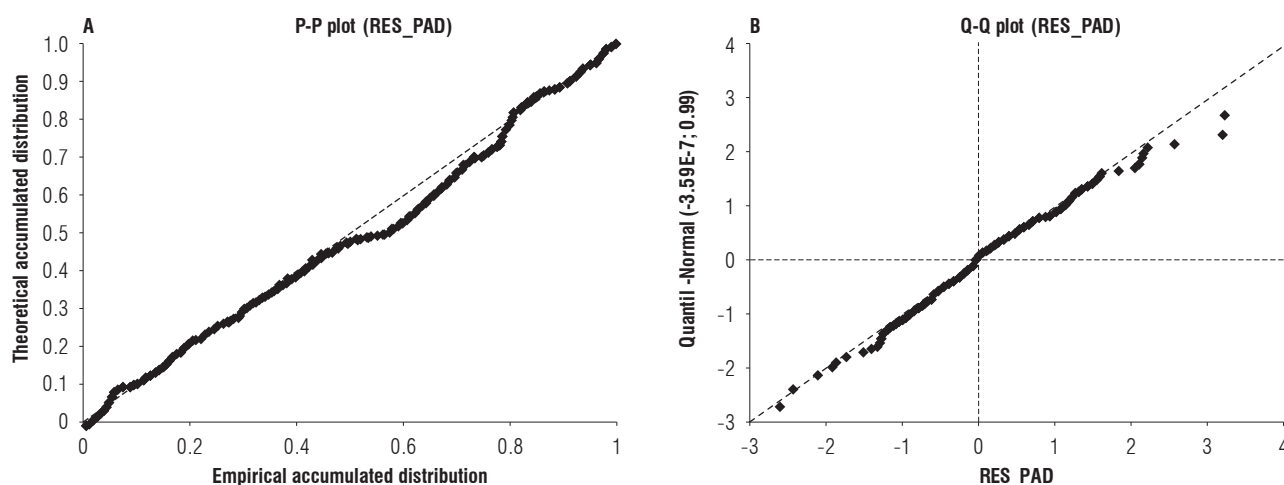 A
P-P plot (RES_PAD)
Theoretical accumulated distribution
1.0
0.9
0.8
0.7
0.6
0.5
0.4
0.3
0.2
0.1
0
0 0.2 0.4 0.6 0.8 1
Empirical accumulated distribution
B
Q-Q plot (RES_PAD)
Quantil -Normal (-3.59E-7; 0.99)
4
3
2
1
0
-1
-2
-3
-3 -2 -1 0 1 2 3 4
RES_PAD